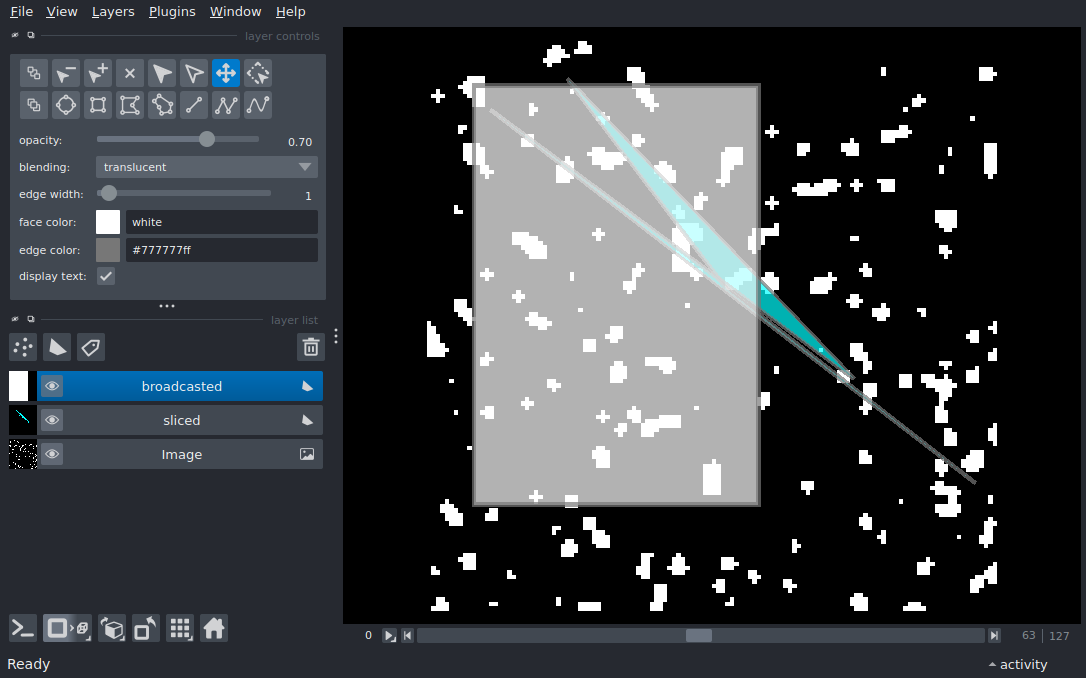 File View Layers Plugins Window Help
layer controls
opacity: 0.70
blending: translucent
edge width: 1
face color: white
edge color: #777777ff
display text:
layer list
broadcasted
sliced
Image
0 63 127
Ready activity